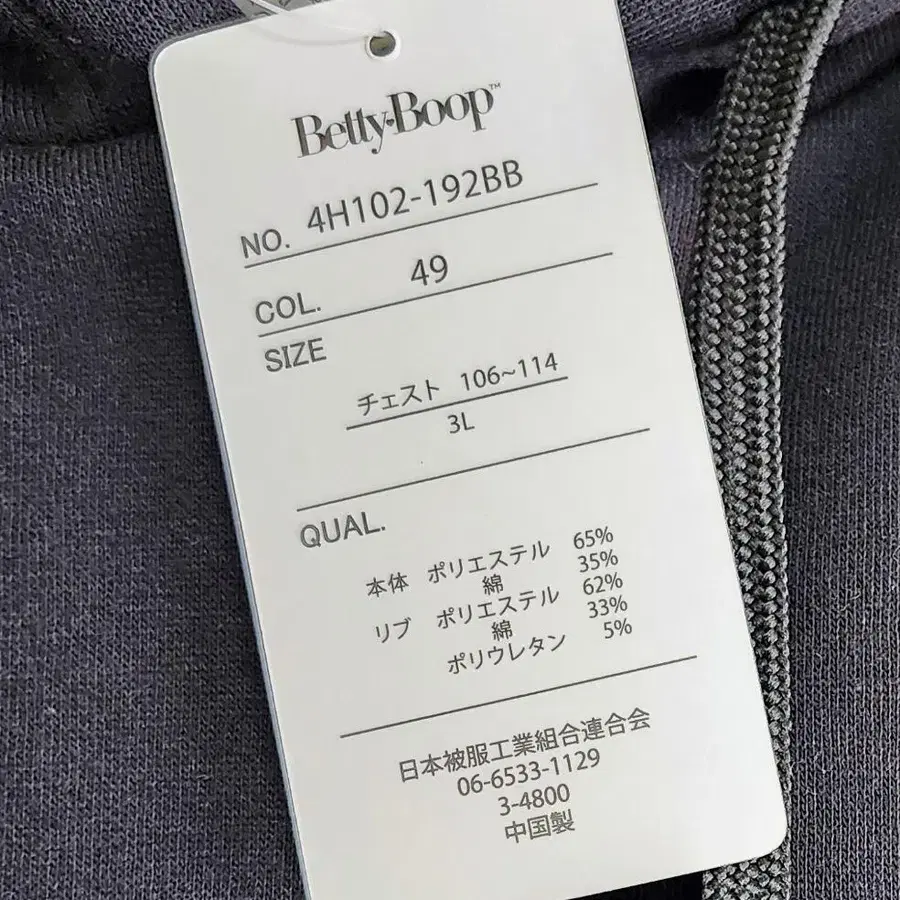 Betty Boop™
NO. 4H102-192BB
COL. 49
SIZE
チェスト 106~114
3L
QUAL.
本体 ポリエステル 65%
綿 35%
リブ ポリエステル 62%
綿 33%
ポリウレタン 5%
日本被服工業組合連合会
06-6533-1129
3-4800
中国製